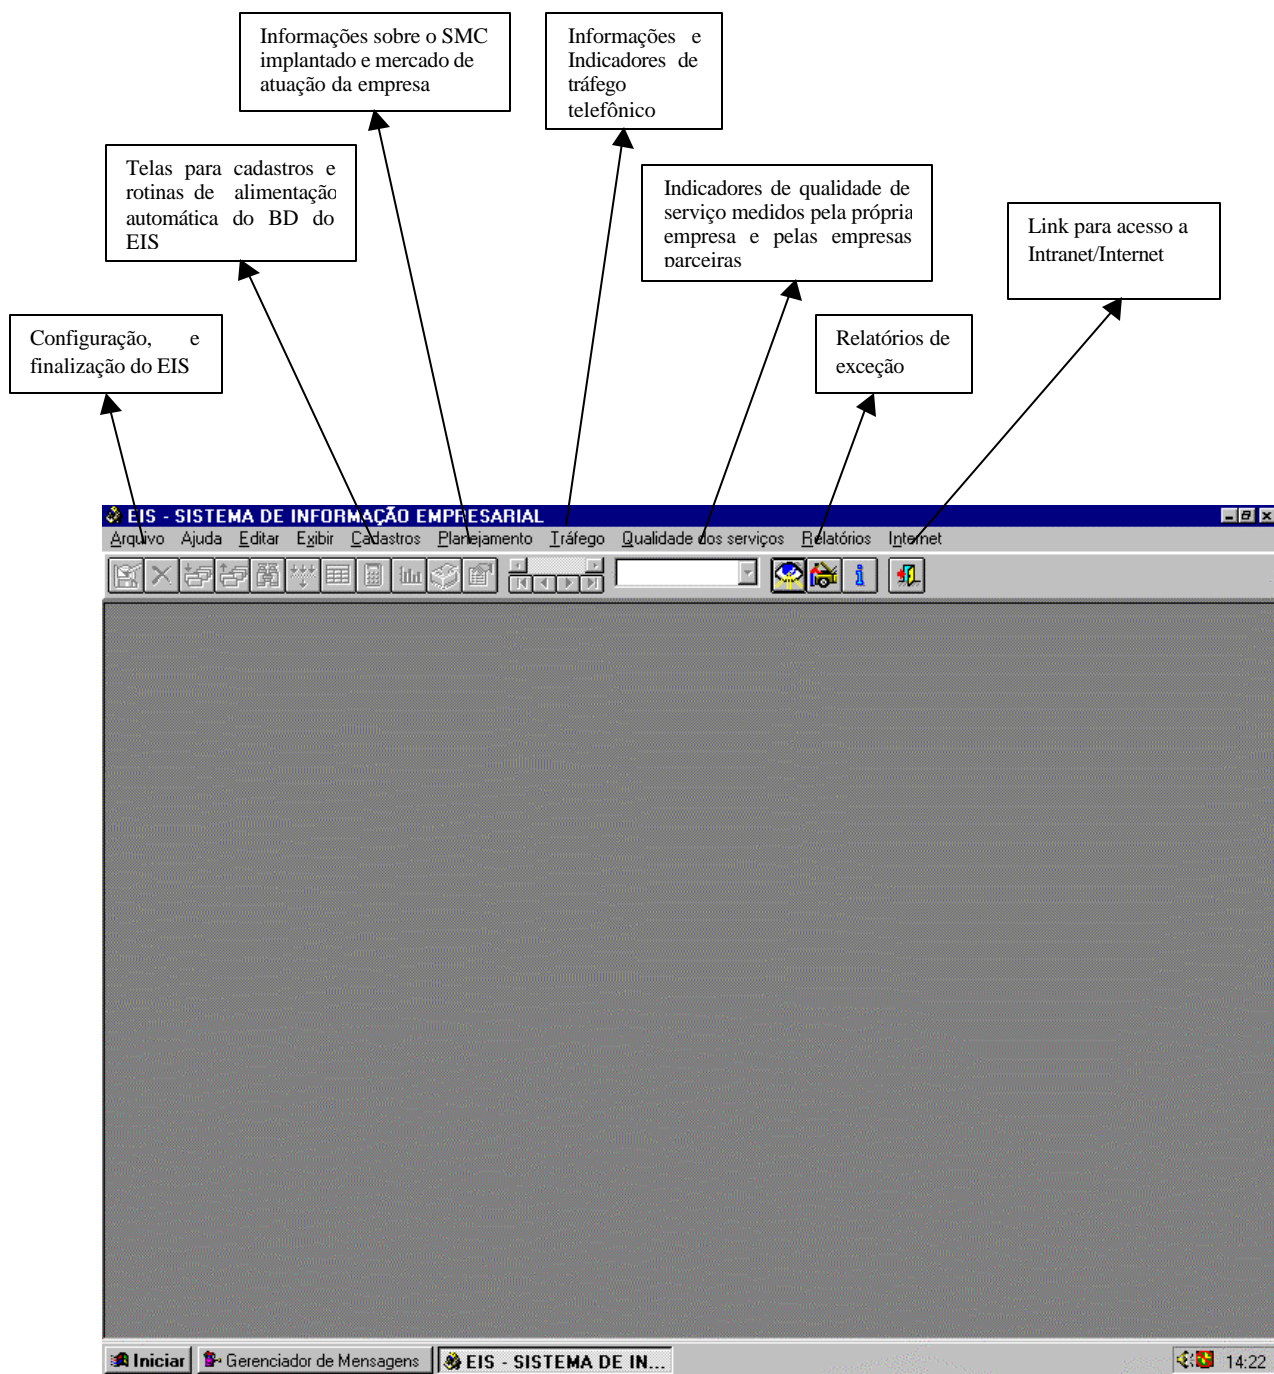 Informações sobre o SMC
implantado e mercado de
atuação da empresa
Informações e
Indicadores de
tráfego
telefônico
Telas para cadastros e
rotinas de alimentação
automática do BD do
EIS
Indicadores de qualidade de
serviço medidos pela própria
empresa e pelas empresas
parceiras
Link para acesso a
Intranet/Internet
Configuração, e
finalização do EIS
Relatórios de
exceção
EIS - SISTEMA DE INFORMAÇÃO EMPRESARIAL
Arquivo Ajuda Editar Exibir Cadastros Planejamento Tráfego Qualidade dos serviços Relatórios Internet
Iniciar Gerenciador de Mensagens EIS - SISTEMA DE IN... 14:22